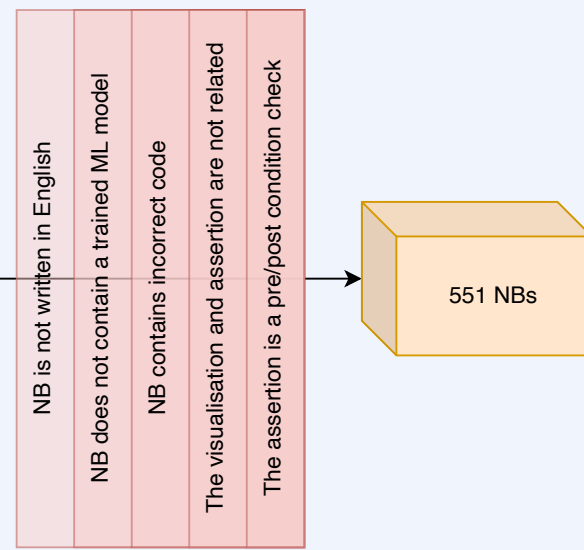 NB is not written in English
NB does not contain a trained ML model
NB contains incorrect code
The visualisation and assertion are not related
The assertion is a pre/post condition check
551 NBs